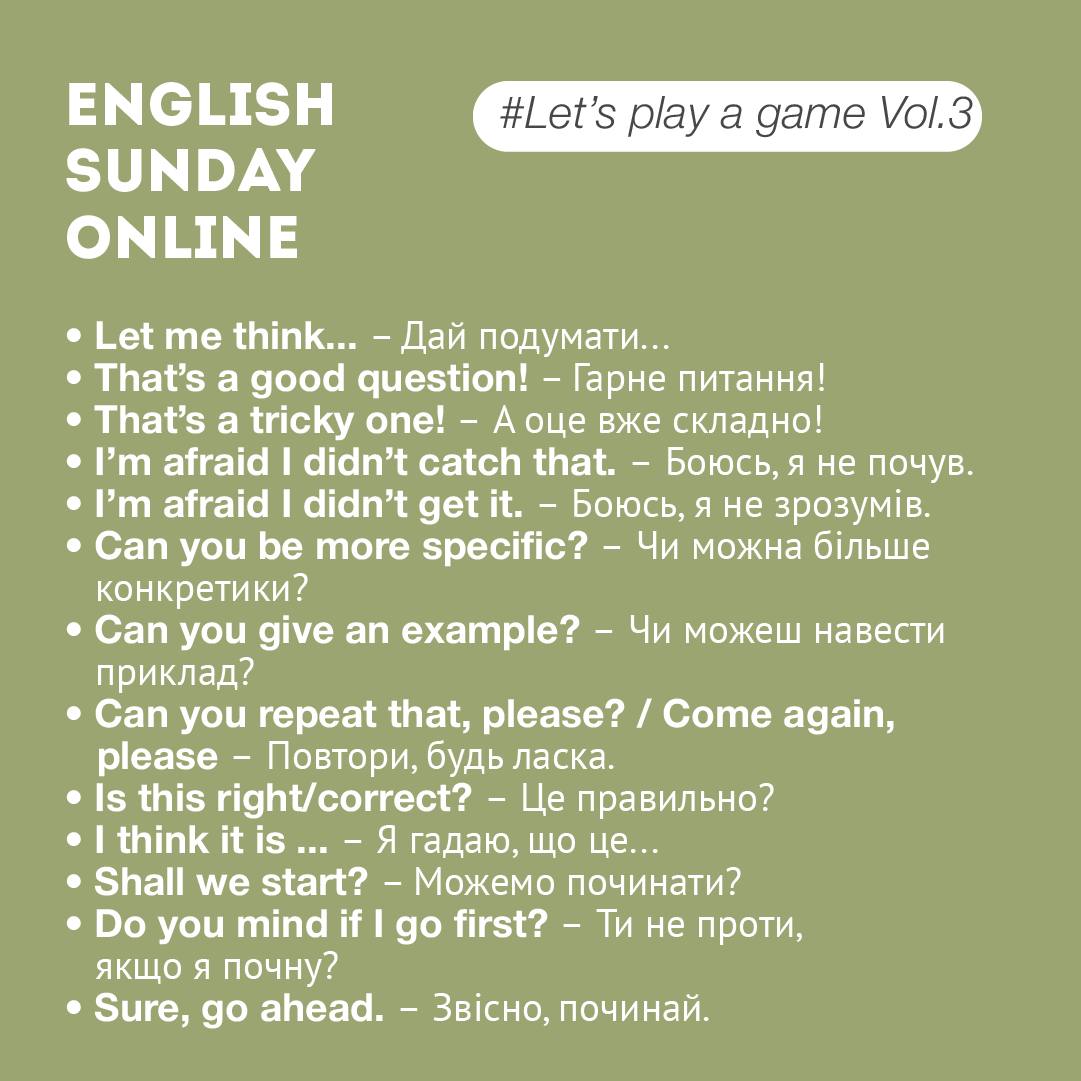 ENGLISH
SUNDAY
ONLINE
#Let’s play a game Vol.3
• Let me think... – Дай подумати...
• That’s a good question! – Гарне питання!
• That’s a tricky one! – А оце вже складно!
• I’m afraid I didn’t catch that. – Боюсь, я не почув.
• I’m afraid I didn’t get it. – Боюсь, я не зрозумів.
• Can you be more specific? – Чи можна більше
конкретики?
• Can you give an example? – Чи можеш навести
приклад?
• Can you repeat that, please? / Come again,
please – Повтори, будь ласка.
• Is this right/correct? – Це правильно?
• I think it is ... – Я гадаю, що це...
• Shall we start? – Можемо починати?
• Do you mind if I go first? – Ти не проти,
якщо я почну?
• Sure, go ahead. – Звісно, починай.